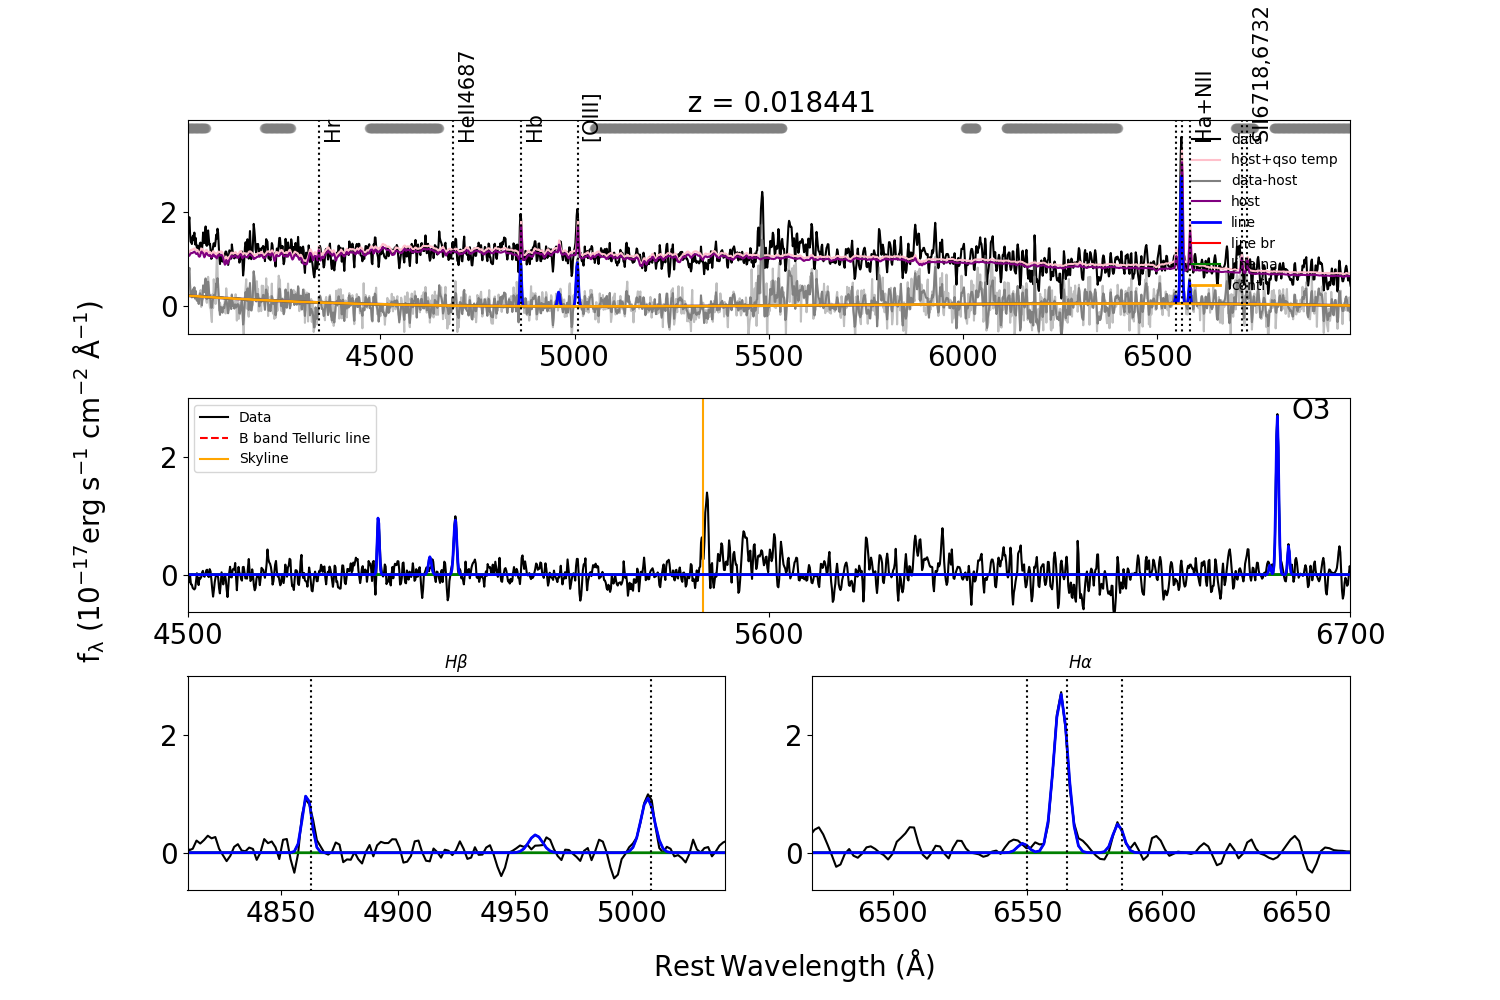 z = 0.018441
Hr
HeII4687
Hb
[OIII]
Ha+NII
SII6718,6732
data
host+qso temp
data-host
host
line
line br
conti
2
0
4500
5000
5500
6000
6500
fλ (10−17erg s−1 cm−2 Å−1)
Data
B band Telluric line
Skyline
O3
2
0
4500
5600
6700
Hβ
2
0
4850
4900
4950
5000
Hα
2
0
6500
6550
6600
6650
Rest Wavelength (Å)